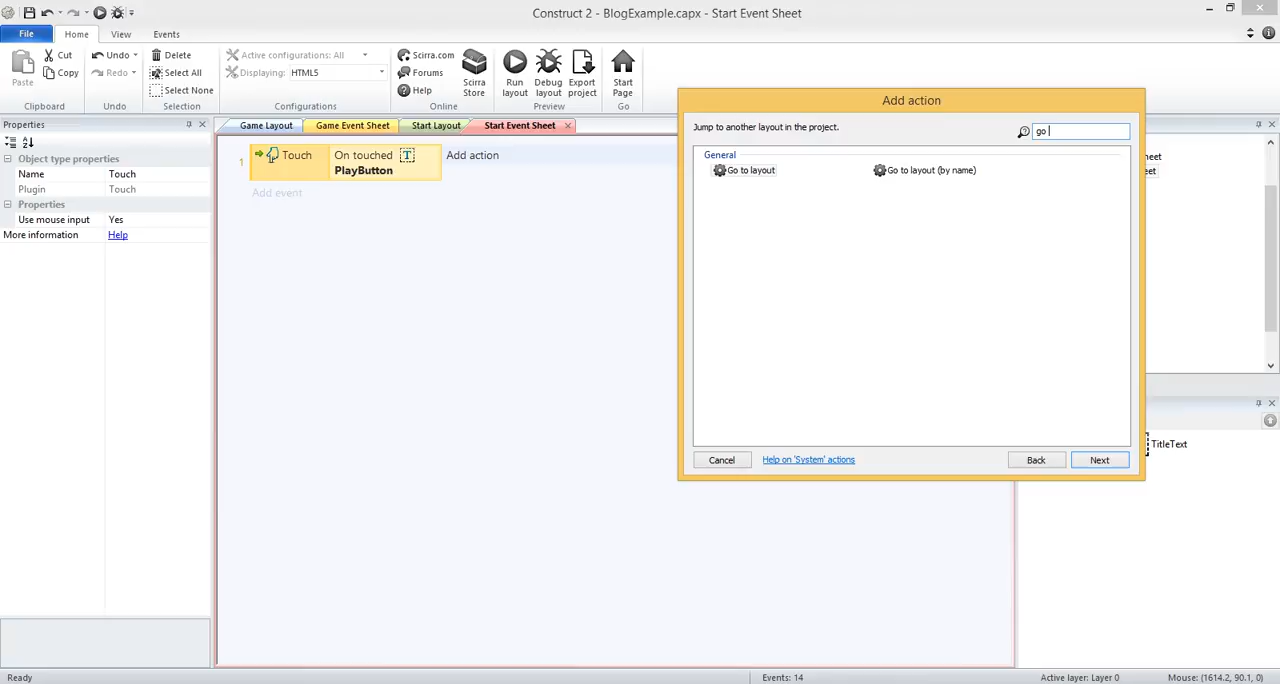 Construct 2 - BlogExample.capx - Start Event Sheet
File Home View Events
Paste Cut Copy
Clipboard
Undo Redo
Undo
Delete
Select All
Select None
Selection
Active configurations: All
Displaying: HTML5
Configurations
Scirra.com
Forums
Help
Scirra Store
Online
Run layout Debug layout Export project
Preview
Start Page
Go
Properties
Object type properties
Name Touch
Plugin Touch
Properties
Use mouse input Yes
More information Help
Game Layout Game Event Sheet Start Layout Start Event Sheet
1 Touch On touched T Add action
PlayButton
Add event
Add action
Jump to another layout in the project.
go
General
Go to layout Go to layout (by name)
Cancel Help on 'System' actions Back Next
TitleText
Ready Events: 14 Active layer: Layer 0 Mouse: (1614.2, 90.1, 0)